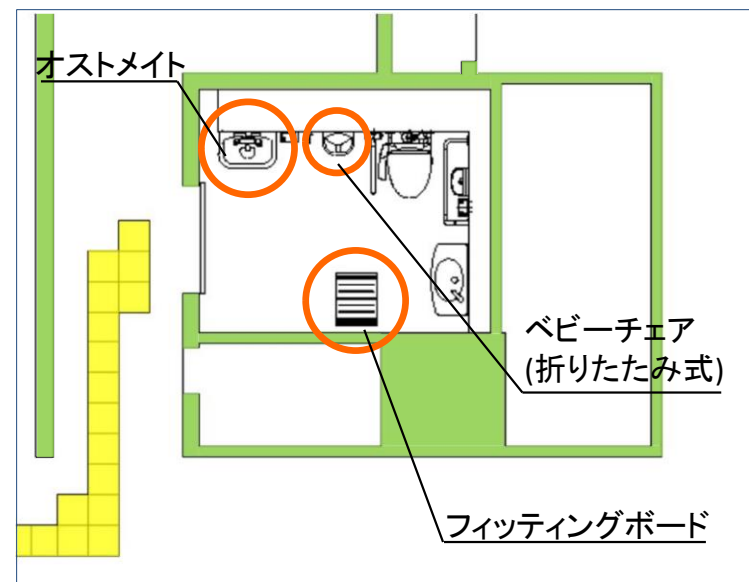 オストメイト
ベビーチェア
(折りたたみ式)
フィッティングボード